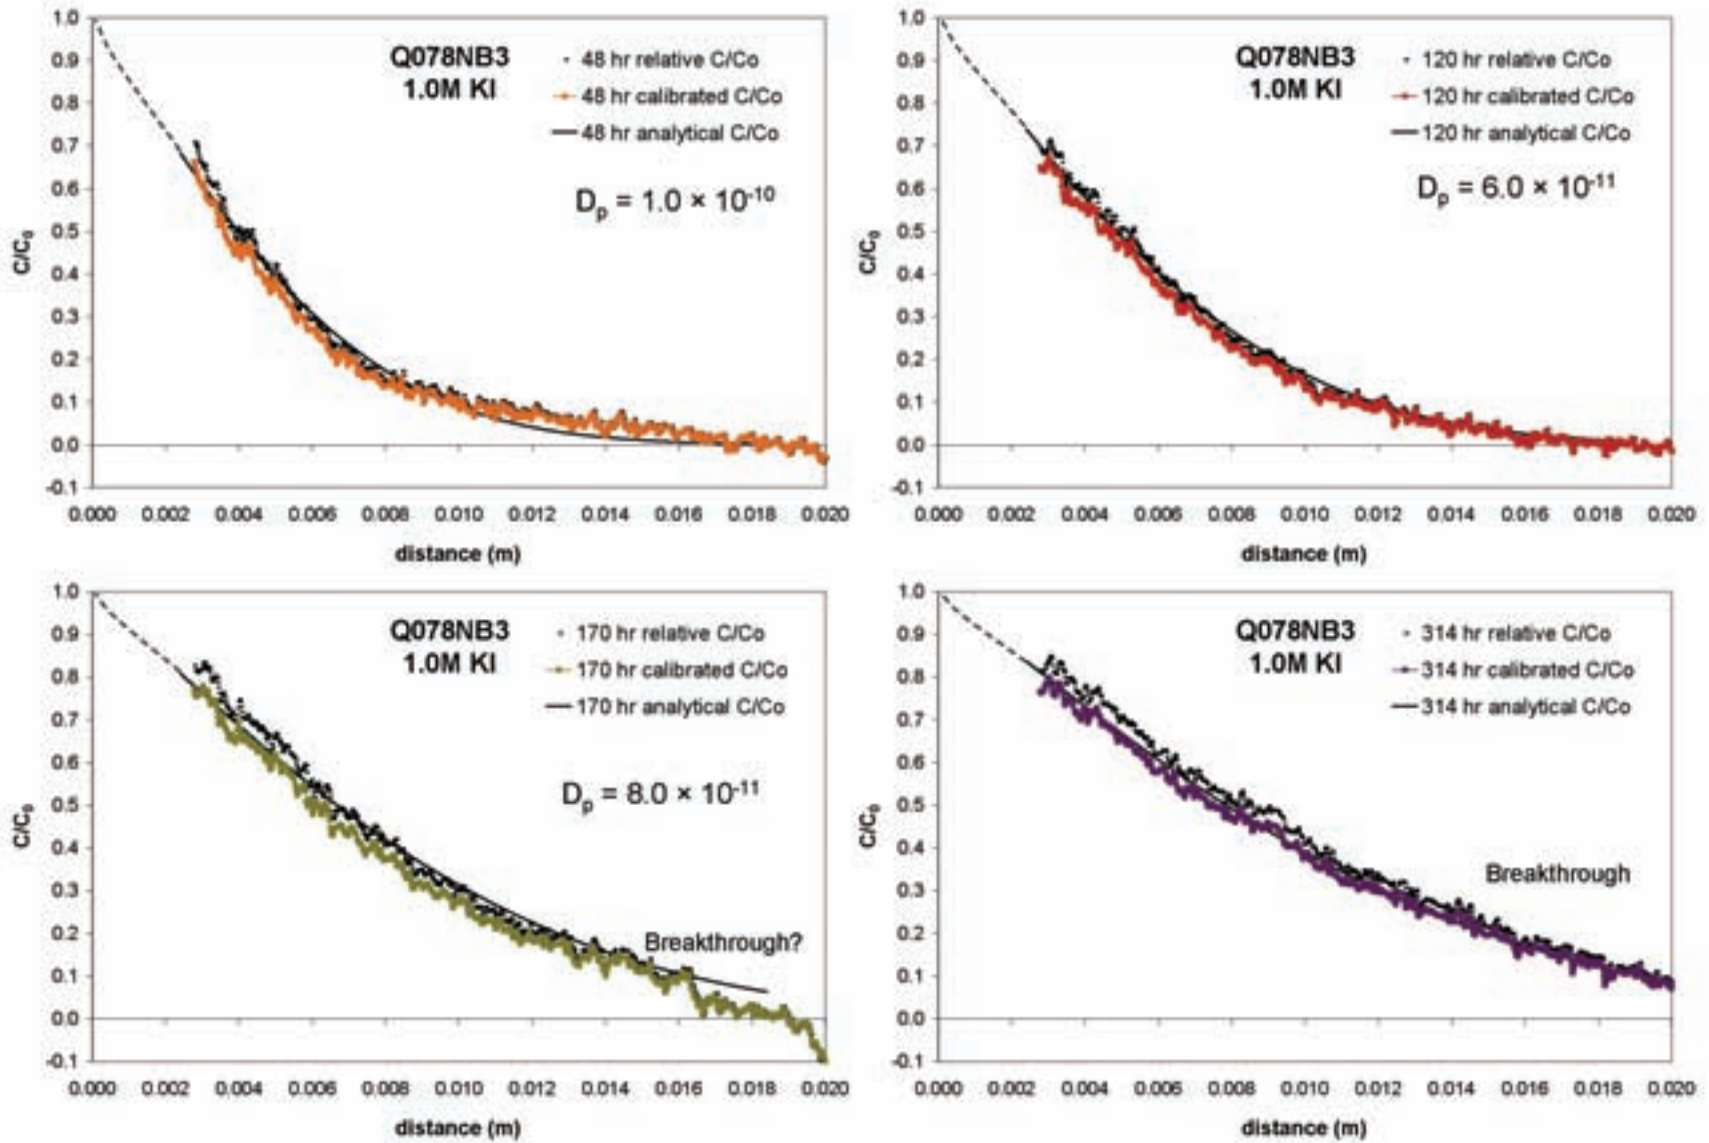 Q078NB3
1.0M KI
48 hr relative C/Co
48 hr calibrated C/Co
48 hr analytical C/Co
Dp = 1.0 × 10-10
C/C0
1.0
0.9
0.8
0.7
0.6
0.5
0.4
0.3
0.2
0.1
0.0
-0.1
0.000 0.002 0.004 0.006 0.008 0.010 0.012 0.014 0.016 0.018 0.020
distance (m)
Q078NB3
1.0M KI
120 hr relative C/Co
120 hr calibrated C/Co
120 hr analytical C/Co
Dp = 6.0 × 10-11
C/C0
1.0
0.9
0.8
0.7
0.6
0.5
0.4
0.3
0.2
0.1
0.0
-0.1
0.000 0.002 0.004 0.006 0.008 0.010 0.012 0.014 0.016 0.018 0.020
distance (m)
Q078NB3
1.0M KI
170 hr relative C/Co
170 hr calibrated C/Co
170 hr analytical C/Co
Dp = 8.0 × 10-11
Breakthrough?
C/C0
1.0
0.9
0.8
0.7
0.6
0.5
0.4
0.3
0.2
0.1
0.0
-0.1
0.000 0.002 0.004 0.006 0.008 0.010 0.012 0.014 0.016 0.018 0.020
distance (m)
Q078NB3
1.0M KI
314 hr relative C/Co
314 hr calibrated C/Co
314 hr analytical C/Co
Breakthrough
C/C0
1.0
0.9
0.8
0.7
0.6
0.5
0.4
0.3
0.2
0.1
0.0
-0.1
0.000 0.002 0.004 0.006 0.008 0.010 0.012 0.014 0.016 0.018 0.020
distance (m)